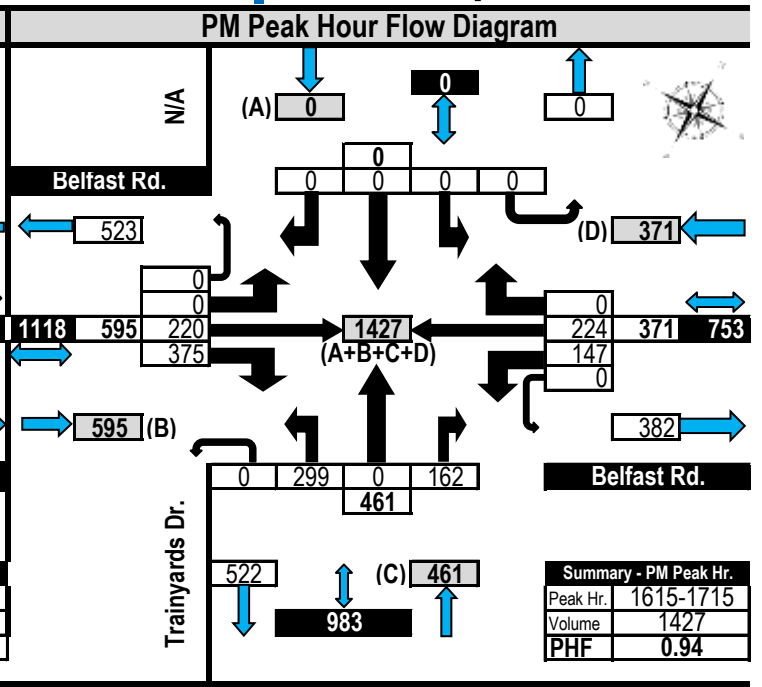 PM Peak Hour Flow Diagram
N/A
(A) 0
0
0
0
0 0 0 0
Belfast Rd.
523
(D) 371
0
0
1118 595 220
375
1427
(A+B+C+D)
0
224 371 753
147
0
595 (B)
382
0 299 0 162
461
Belfast Rd.
Trainyards Dr.
522
983
(C) 461
Summary - PM Peak Hr.
Peak Hr. 1615-1715
Volume 1427
PHF 0.94